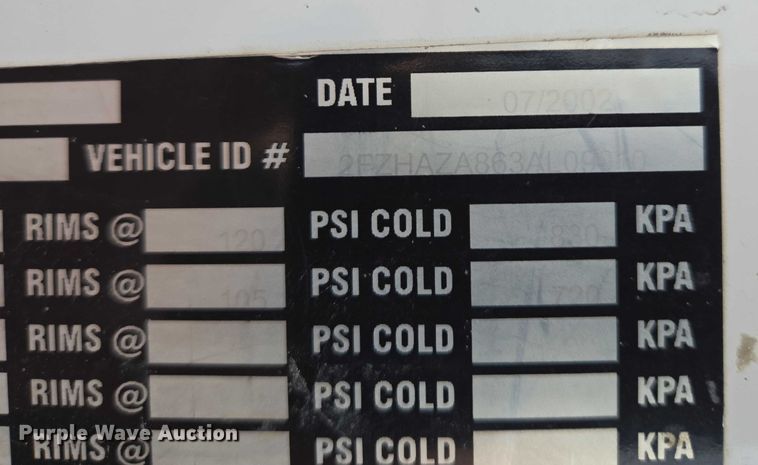 DATE 07/2002
VEHICLE ID #
RIMS @ 120 PSI COLD 830 KPA
RIMS @ 105 PSI COLD 720 KPA
RIMS @ PSI COLD KPA
RIMS @ PSI COLD KPA
RIMS @ PSI COLD KPA
Purple Wave Auction